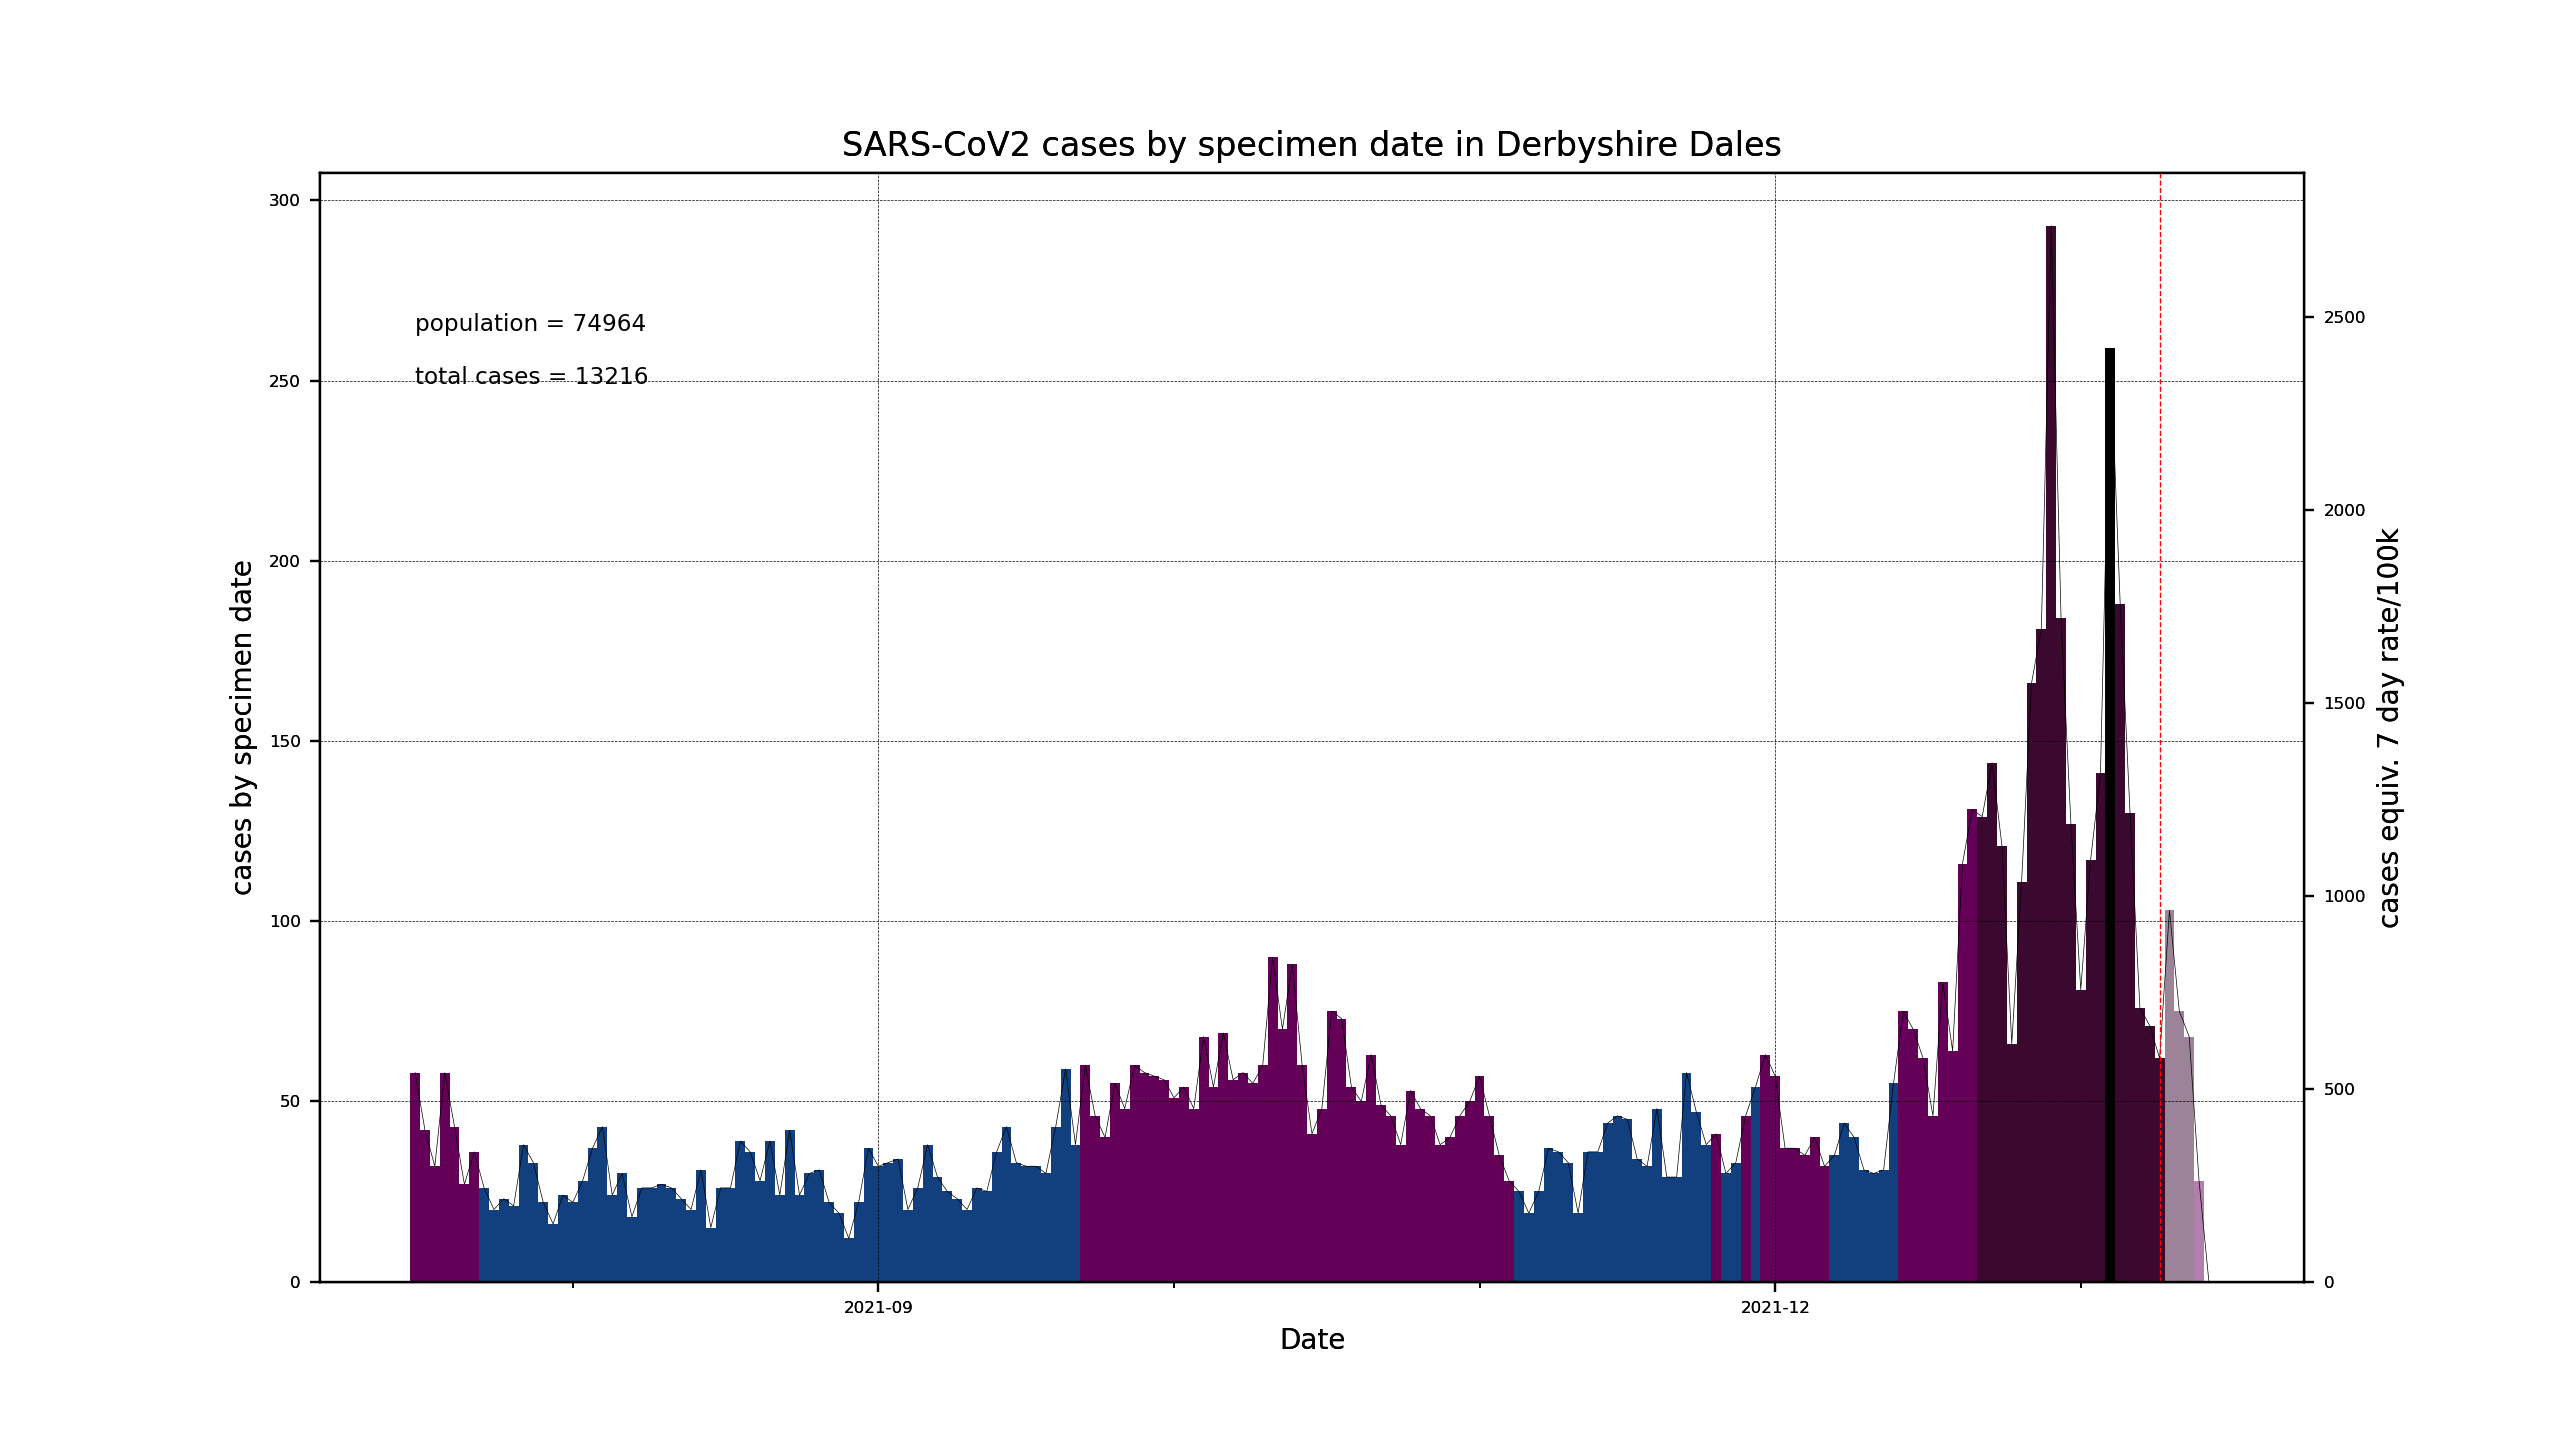 SARS-CoV2 cases by specimen date in Derbyshire Dales
population = 74964
total cases = 13216
cases by specimen date
300
250
200
150
100
50
0
2500
2000
1500
1000
500
0
cases equiv. 7 day rate/100k
2021-09
2021-12
Date